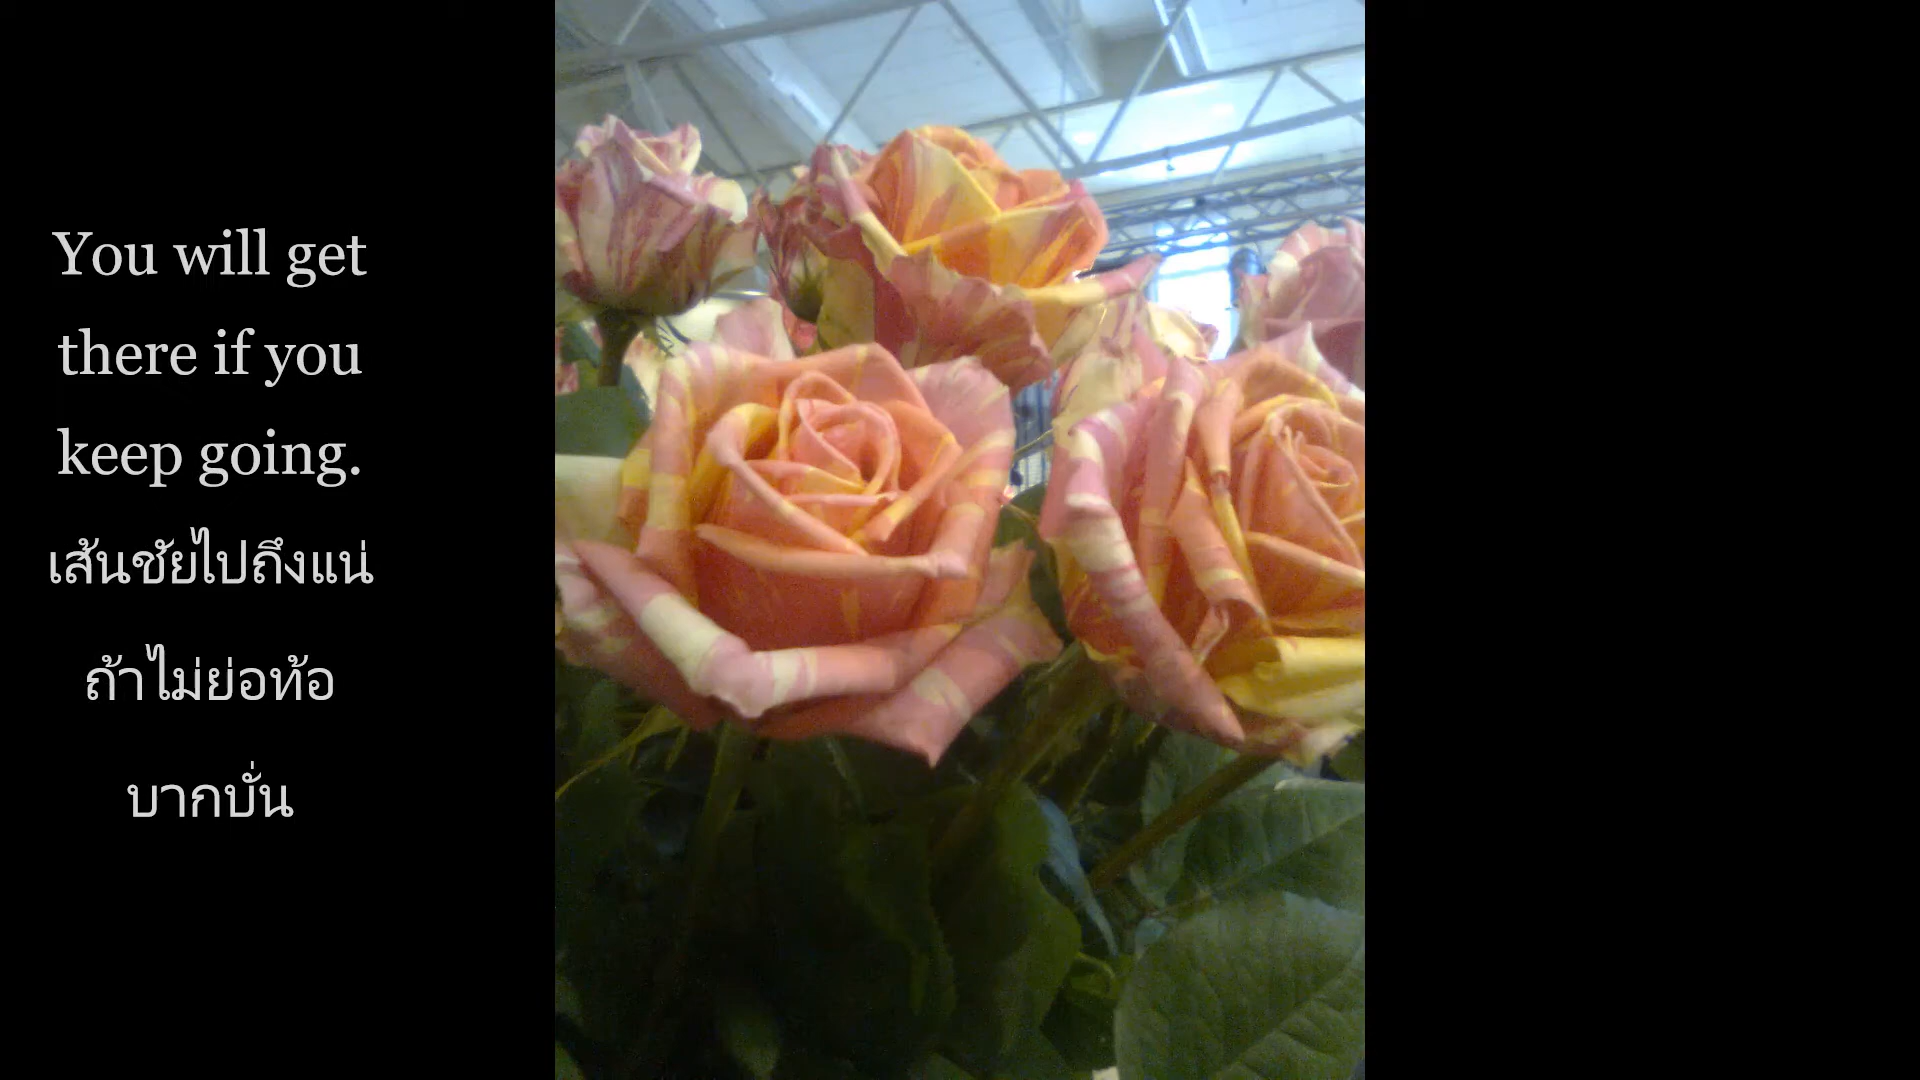 You will get
there if you
keep going.
เส้นชัยไปถึงแน่
ถ้าไม่ย่อท้อ
บากบั่น